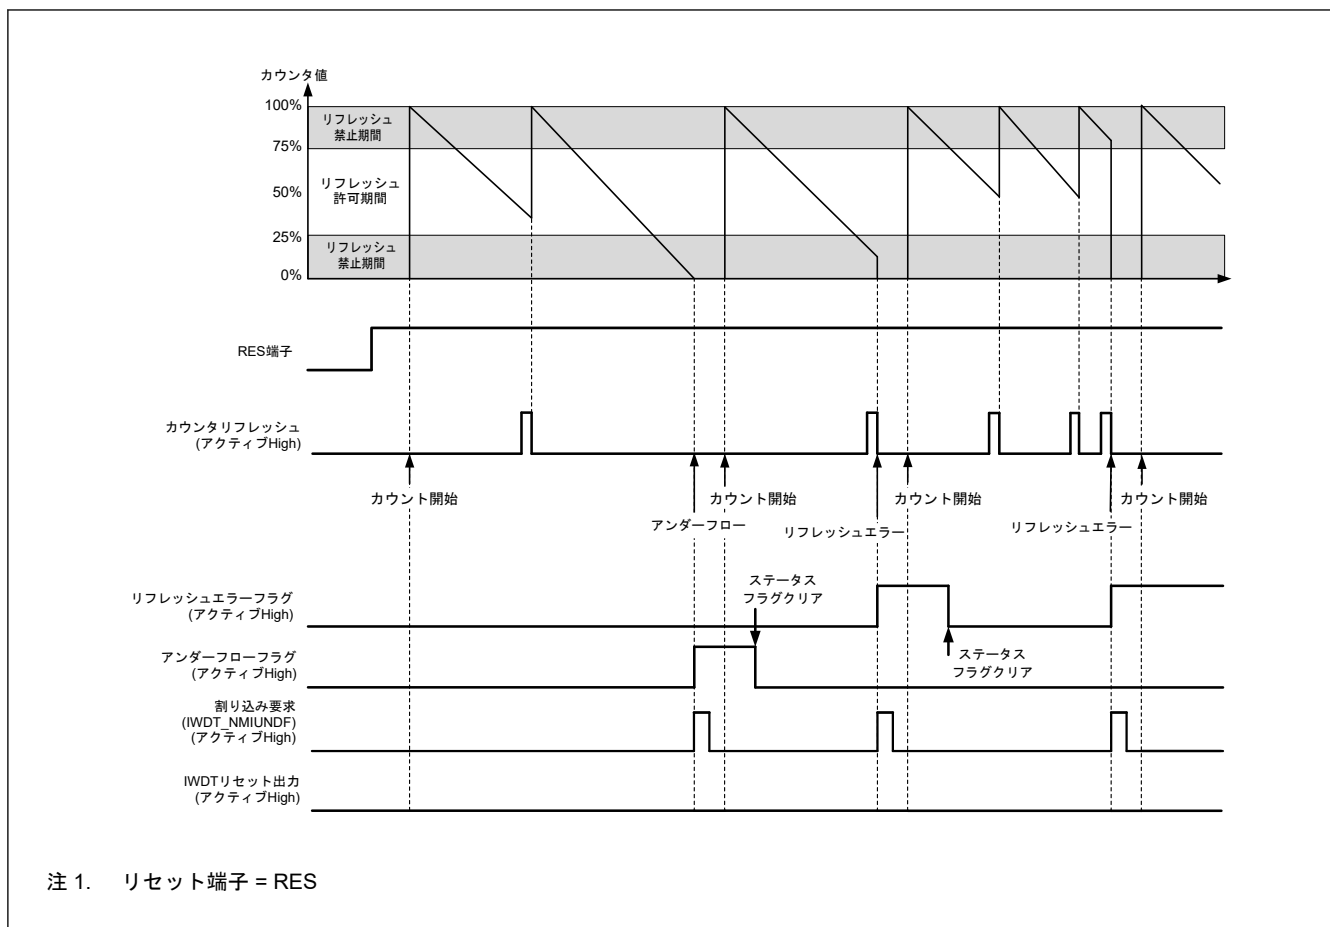 カウンタ値
100%
リフレッシュ
禁止期間
75%
リフレッシュ
許可期間
50%
25%
リフレッシュ
禁止期間
0%
RES端子
カウンタリフレッシュ
(アクティブHigh)
カウント開始
カウント開始
カウント開始
カウント開始
アンダーフロー
リフレッシュエラー
リフレッシュエラー
リフレッシュエラーフラグ
(アクティブHigh)
ステータス
フラグクリア
アンダーフローフラグ
(アクティブHigh)
ステータス
フラグクリア
割り込み要求
(IWDT_NMIUNDF)
(アクティブHigh)
IWDTリセット出力
(アクティブHigh)
注 1. リセット端子 = RES